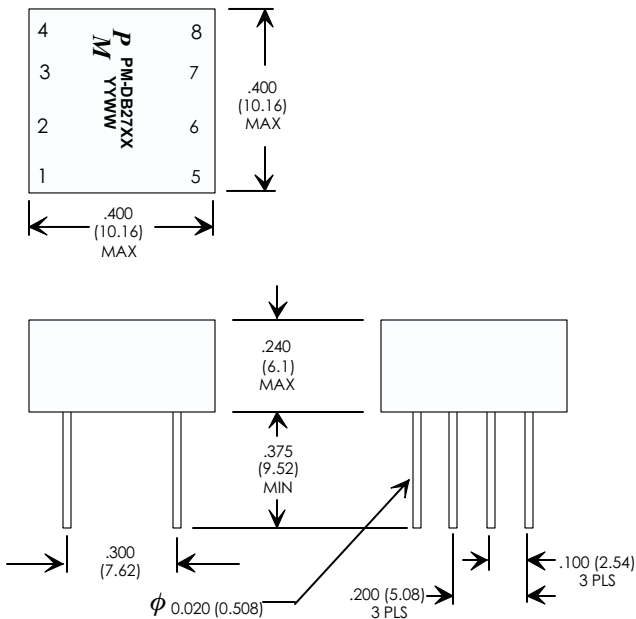 4 8
P
M
PM-DB27XX
YYWW
3 7
2 6
1 5
.400
(10.16)
MAX
.400
(10.16)
MAX
.240
(6.1)
MAX
.375
(9.52)
MIN
.300
(7.62)
ϕ 0.020 (0.508)
.200 (5.08)
3 PLS
.100 (2.54)
3 PLS